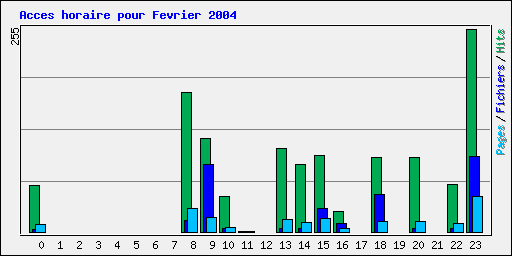 Acces horaire pour Fevrier 2004
255
Pages / Fichiers / Hits
0 1 2 3 4 5 6 7 8 9 10 11 12 13 14 15 16 17 18 19 20 21 22 23